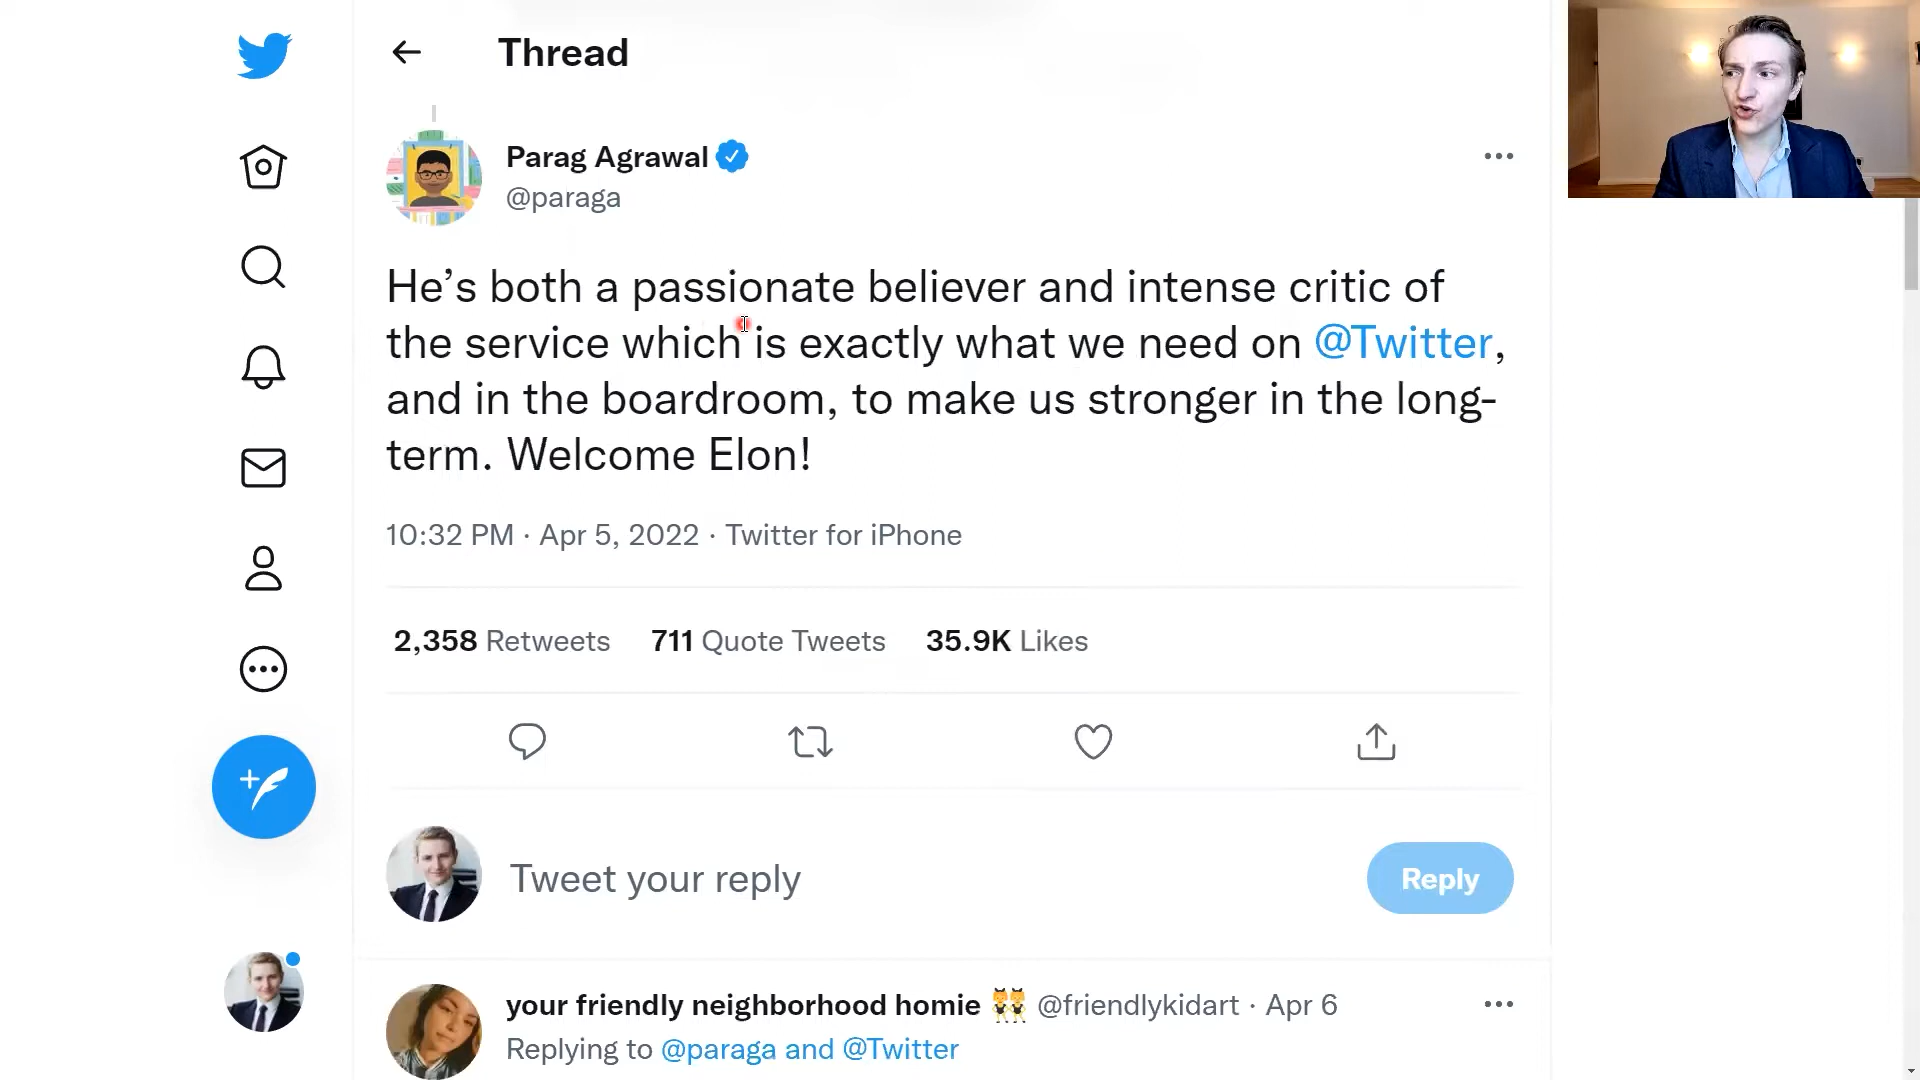 Thread
Parag Agrawal
@paraga
He’s both a passionate believer and intense critic of
the service which is exactly what we need on @Twitter,
and in the boardroom, to make us stronger in the long-
term. Welcome Elon!
10:32 PM · Apr 5, 2022 · Twitter for iPhone
2,358 Retweets 711 Quote Tweets 35.9K Likes
Tweet your reply
Reply
your friendly neighborhood homie 👯 @friendlykidart · Apr 6
Replying to @paraga and @Twitter